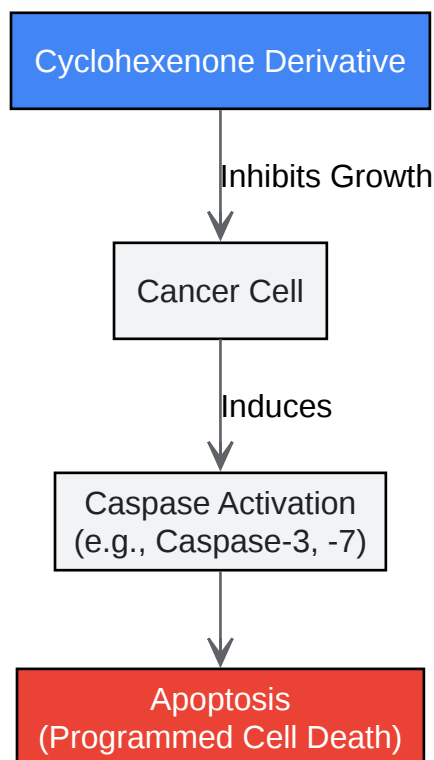 Cyclohexenone Derivative
Inhibits Growth
Cancer Cell
Induces
Caspase Activation
(e.g., Caspase-3, -7)
Apoptosis
(Programmed Cell Death)